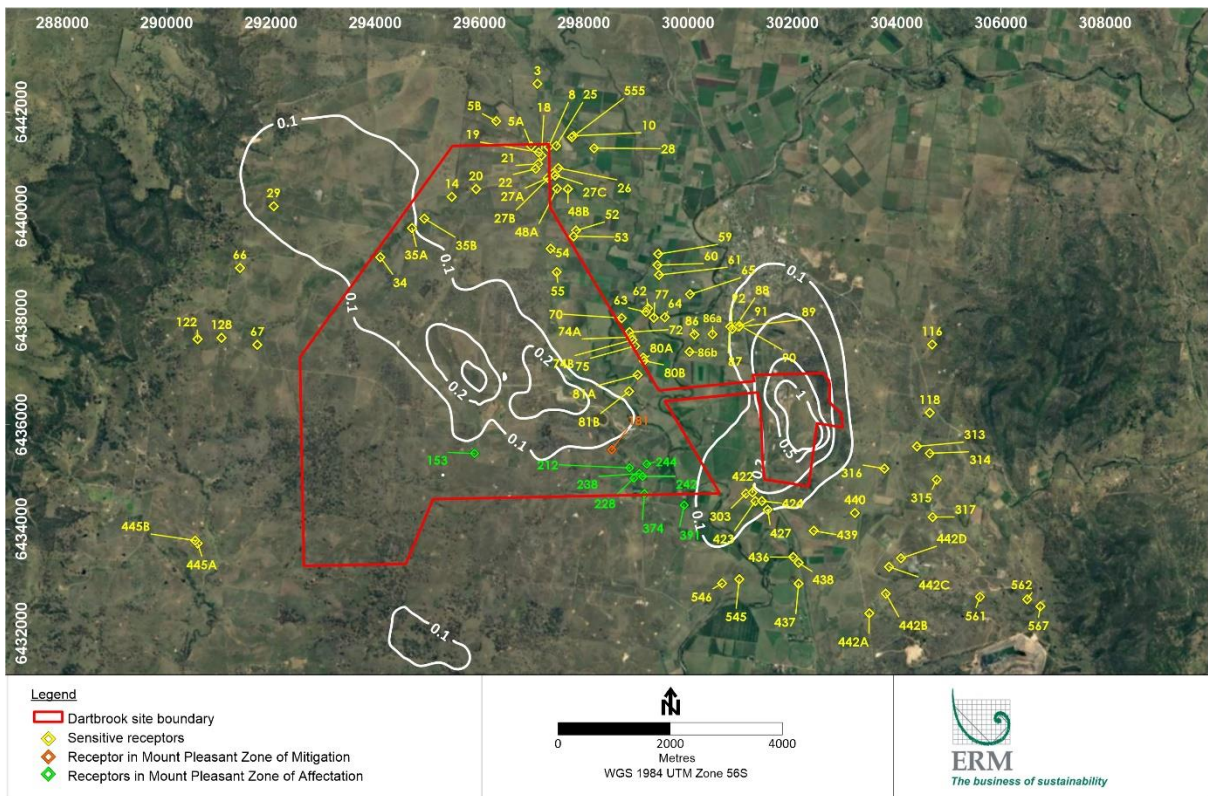 288000 290000 292000 294000 296000 298000 300000 302000 304000 306000 308000
6442000
6440000
6438000
6436000
6434000
6432000
3
8 25 555
18
5B
5A
10
19
28
21
20
22
14
26
27A
27C
29
27B
48B
48A
52
35B
53
35A
54
59
60
61
66
34
55
65
62 77
64
63
88
92
91
89
70
86 86a
72
122 128 67
74A
116
74B
75
80A
86b
87
90
80B
81A
81B
118
181
313
314
153
212
244
316
238
242
422
315
228
303
424
440
317
374
391
423
427
439
445B
445A
436
442D
438
442C
546
545
437
562
442B
561
567
442A
0.1
0.1
0.1
0.1
0.2
0.2
0.1
0.1
1
0.5
0.2
0.1
0.1
Legend
Dartbrook site boundary
Sensitive receptors
Receptor in Mount Pleasant Zone of Mitigation
Receptors in Mount Pleasant Zone of Affectation
N
0 2000 4000
Metres
WGS 1984 UTM Zone 56S
ERM
The business of sustainability